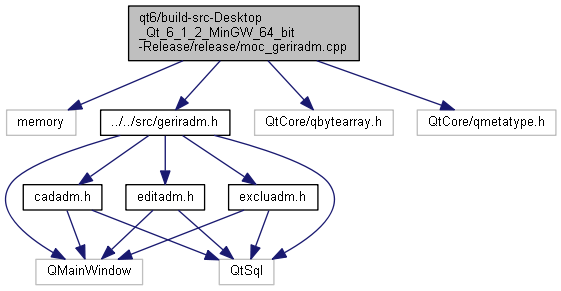 qt6/build-src-Desktop
_Qt_6_1_2_MinGW_64_bit
-Release/release/moc_geriradm.cpp
memory
../../src/geriradm.h
QtCore/qbytearray.h
QtCore/qmetatype.h
cadadm.h
editadm.h
excluadm.h
QMainWindow
QtSql